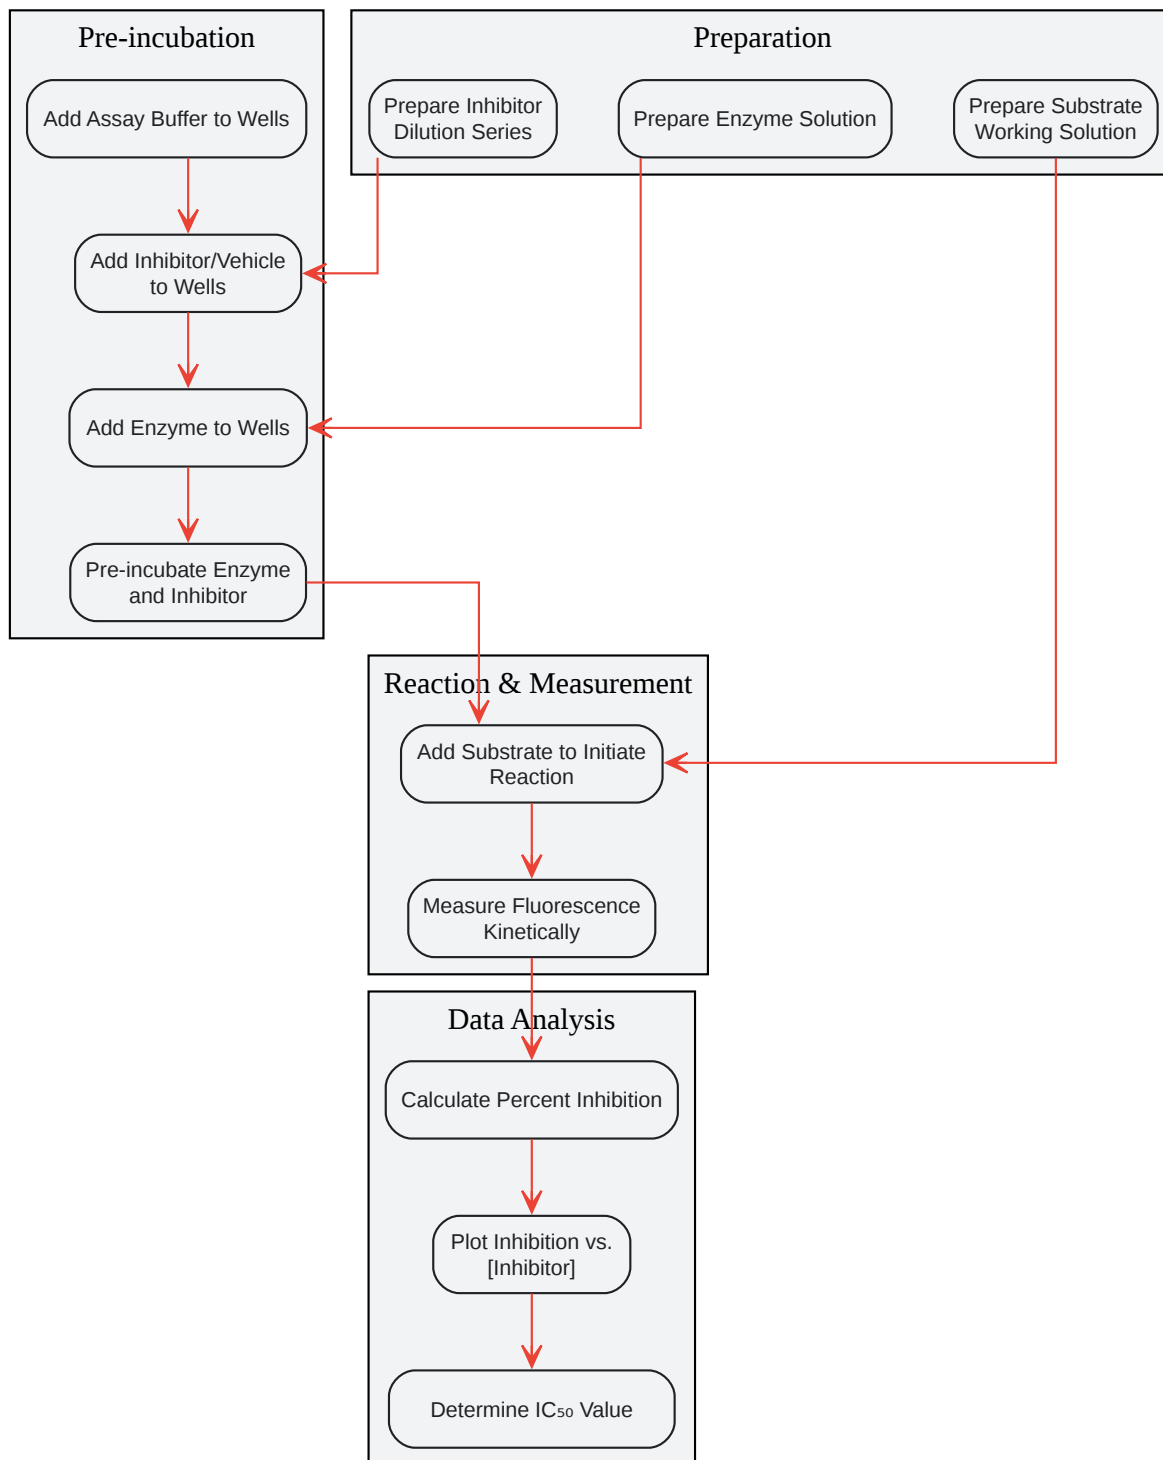 Pre-incubation
Add Assay Buffer to Wells
Add Inhibitor/Vehicle
to Wells
Add Enzyme to Wells
Pre-incubate Enzyme
and Inhibitor
Preparation
Prepare Inhibitor
Dilution Series
Prepare Enzyme Solution
Prepare Substrate
Working Solution
Reaction & Measurement
Add Substrate to Initiate
Reaction
Measure Fluorescence
Kinetically
Data Analysis
Calculate Percent Inhibition
Plot Inhibition vs.
[Inhibitor]
Determine IC₅₀ Value